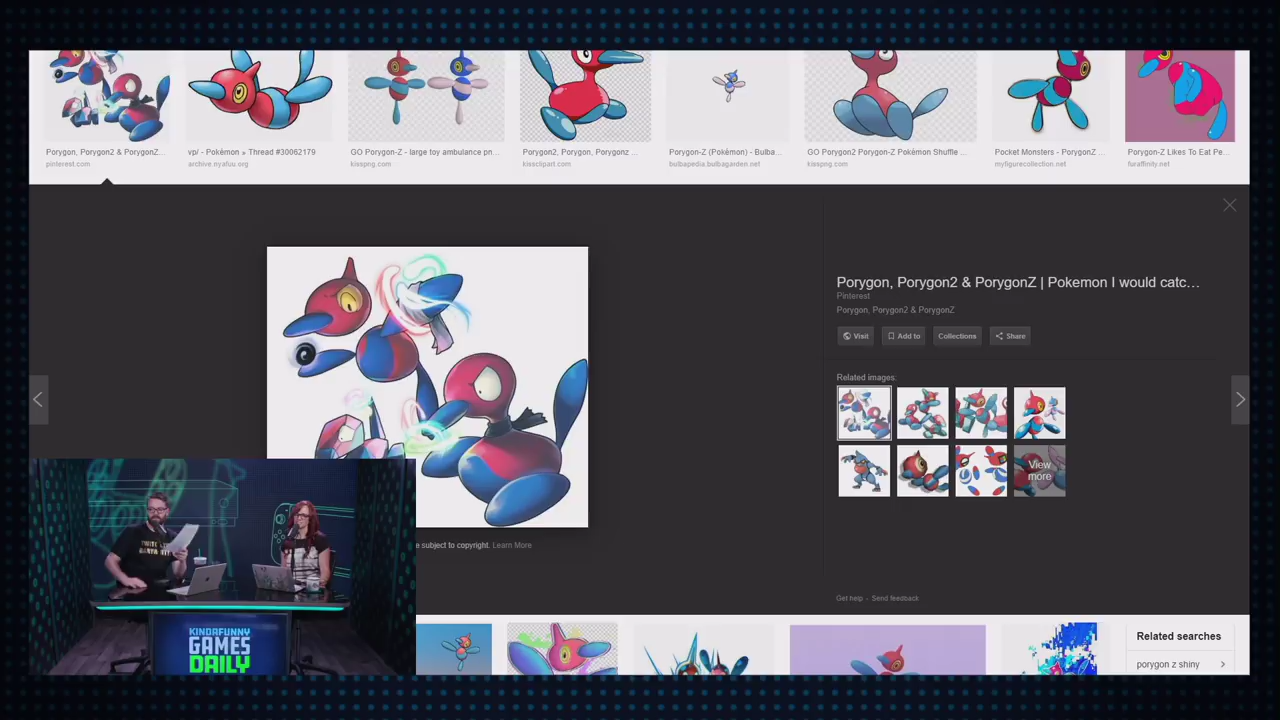 Porygon, Porygon2 & PorygonZ...
pinterest.com
vp/ - Pokémon » Thread #30062179
archive.nyafuu.org
GO Porygon-Z - large toy ambulance pn...
kisspng.com
Porygon2, Porygon, Porygonz ...
kissclipart.com
Porygon-Z (Pokémon) - Bulba...
bulbapedia.bulbagarden.net
GO Porygon2 Porygon-Z Pokémon Shuffle ...
kisspng.com
Pocket Monsters - PorygonZ ...
myfigurecollection.net
Porygon-Z Likes To Eat Pe...
furaffinity.net
Porygon, Porygon2 & PorygonZ | Pokemon I would catc...
Pinterest
Porygon, Porygon2 & PorygonZ
Visit
Add to
Collections
Share
Related images:
View
more
e subject to copyright. Learn More
Get help - Send feedback
KINDAFUNNY
GAMES
DAILY
Related searches
porygon z shiny